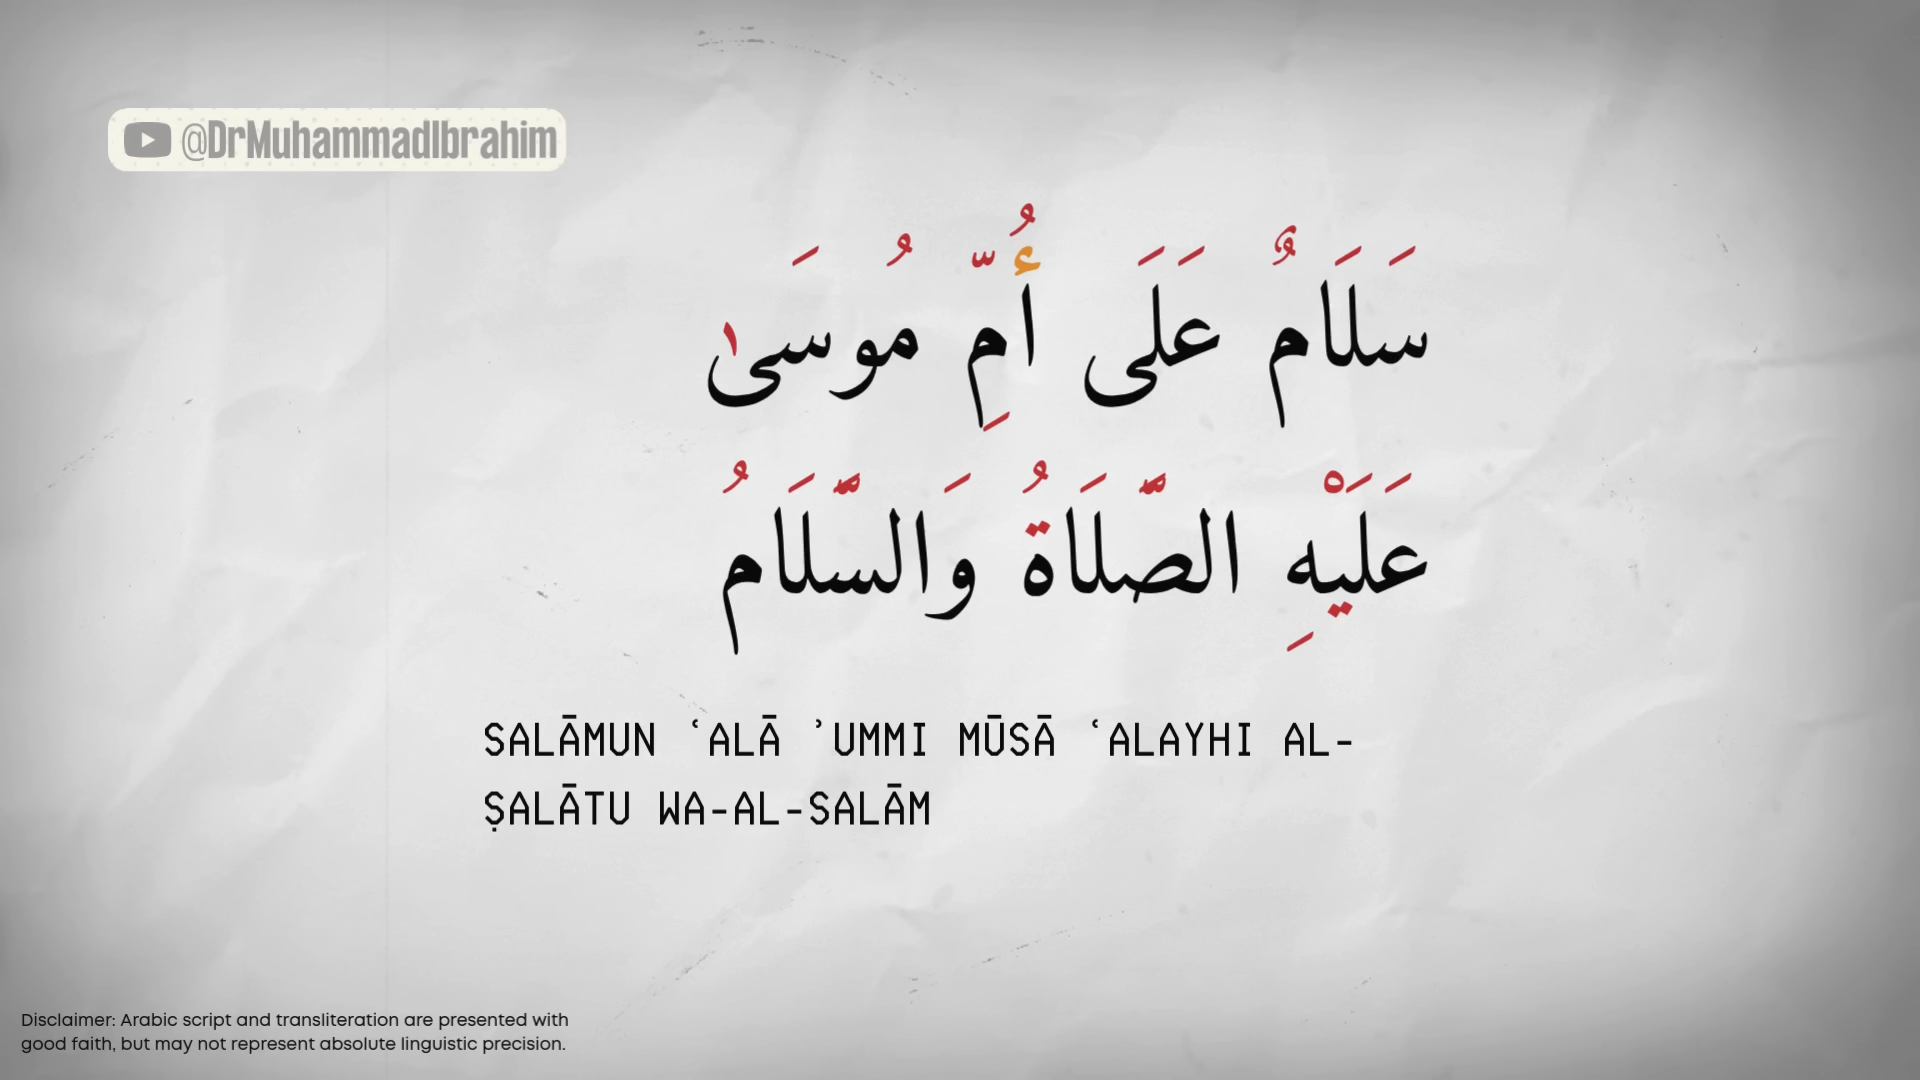 @DrMuhammadIbrahim
سَلَامٌ عَلَى أُمِّ مُوسَىٰ
عَلَيْهِ الصَّلَاةُ وَالسَّلَامُ
SALĀMUN ʿALĀ ʾUMMI MŪSĀ ʿALAYHI AL-
ṢALĀTU WA-AL-SALĀM
Disclaimer: Arabic script and transliteration are presented with
good faith, but may not represent absolute linguistic precision.